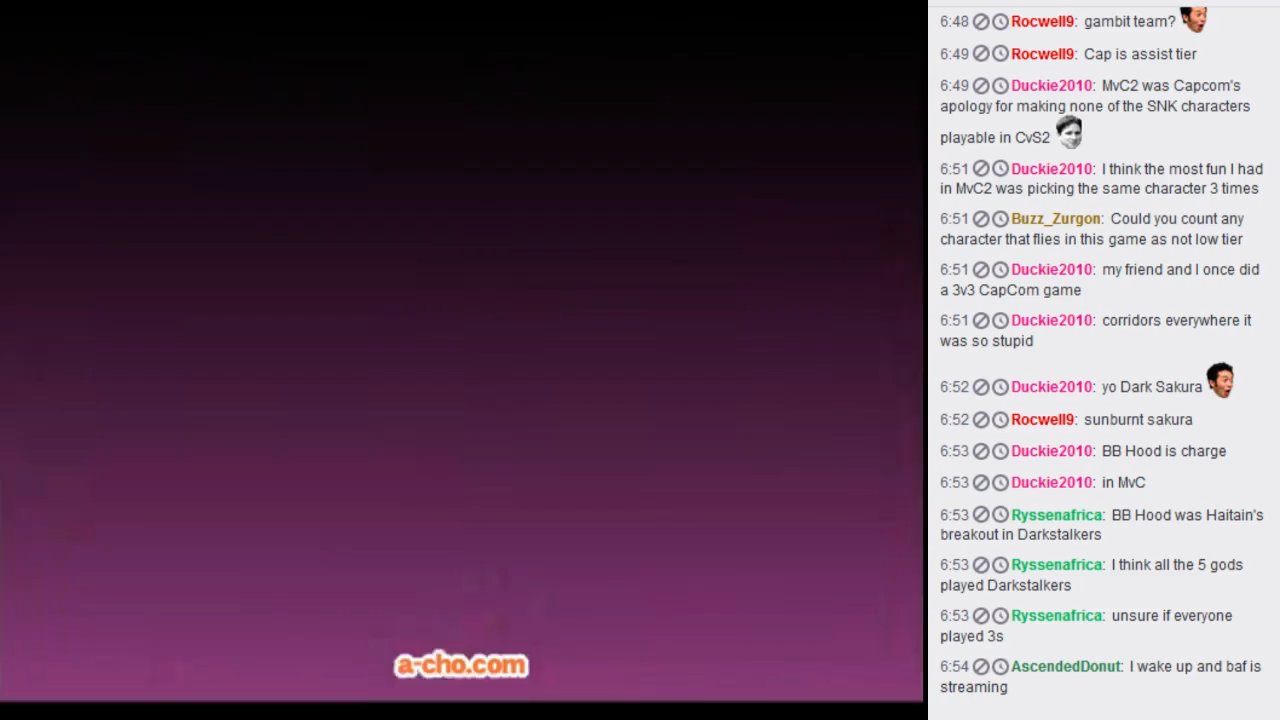 6:48 Rocwell9: gambit team?
6:49 Rocwell9: Cap is assist tier
6:49 Duckie2010: MvC2 was Capcom's
apology for making none of the SNK characters
playable in CvS2
6:51 Duckie2010: I think the most fun I had
in MvC2 was picking the same character 3 times
6:51 Buzz_Zurgon: Could you count any
character that flies in this game as not low tier
6:51 Duckie2010: my friend and I once did
a 3v3 CapCom game
6:51 Duckie2010: corridors everywhere it
was so stupid
6:52 Duckie2010: yo Dark Sakura
6:52 Rocwell9: sunburnt sakura
6:53 Duckie2010: BB Hood is charge
6:53 Duckie2010: in MvC
6:53 Ryssenafrica: BB Hood was Haitain's
breakout in Darkstalkers
6:53 Ryssenafrica: I think all the 5 gods
played Darkstalkers
6:53 Ryssenafrica: unsure if everyone
played 3s
6:54 AscendedDonut: I wake up and baf is
streaming
a-cho.com